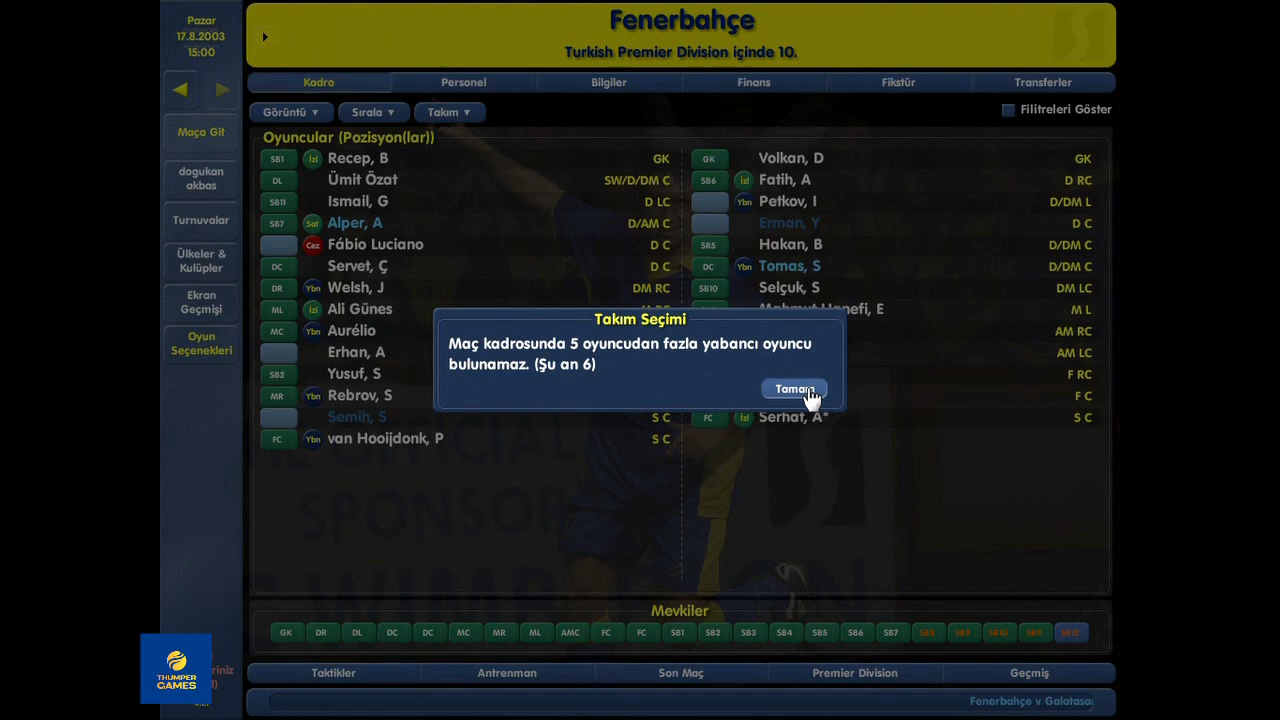 Pazar
17.8.2003
15:00
Maça Git
dogukan
akbas
Turnuvalar
Ülkeler &
Kulüpler
Ekran
Geçmişi
Oyun
Seçenekleri
Fenerbahçe
Turkish Premier Division içinde 10.
Kadro Personel Bilgiler Finans Fikstür Transferler
Görüntü Sırala Takım Filitreleri Göster
Oyuncular (Pozisyon(lar))
SB1 İzl Recep, B GK
DL Ümit Özat SW/D/DM C
SB11 Ismail, G D LC
SB7 Sat Alper, A D/AM C
Cez Fábio Luciano D C
DC Servet, Ç D C
DR Ybn Welsh, J DM RC
ML İzl Ali Günes
MC Ybn Aurélio
Erhan, A
SB2 Yusuf, S
MR Ybn Rebrov, S
Semih, S S C
FC Ybn van Hooijdonk, P S C
GK Volkan, D GK
SB6 İzl Fatih, A D RC
Ybn Petkov, I D/DM L
Erman, Y D C
SB5 Hakan, B D/DM C
DC Ybn Tomas, S D/DM C
SB10 Selçuk, S DM LC
Mahmut Hanefi, E M L
AM RC
AM LC
F RC
F C
FC İzl Serhat, A* S C
Takım Seçimi
Maç kadrosunda 5 oyuncudan fazla yabancı oyuncu
bulunamaz. (Şu an 6)
Tamam
Mevkiler
GK DR DL DC DC MC MR ML AMC FC FC SB1 SB2 SB3 SB4 SB5 SB6 SB7 SB8 SB9 SB10 SB11 SB12
Taktikler Antrenman Son Maç Premier Division Geçmiş
Fenerbahçe v Galatasa
THUMPER
GAMES